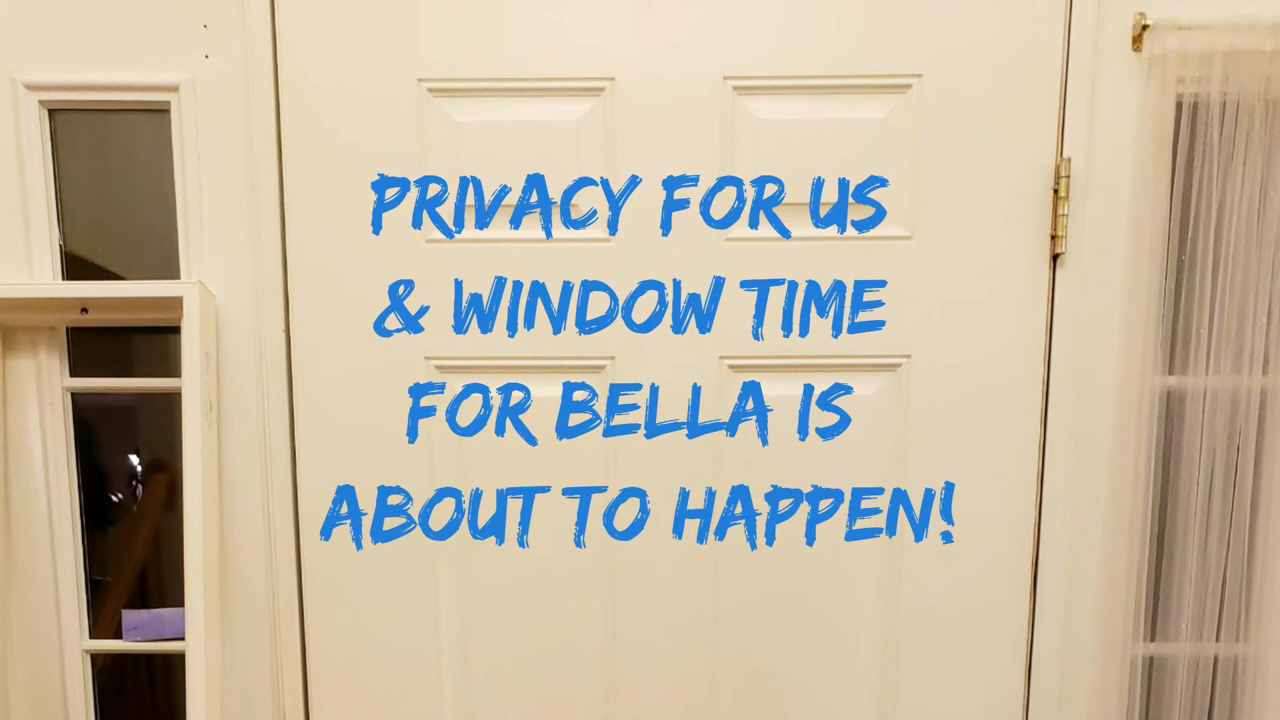 PRIVACY FOR US
& WINDOW TIME
FOR BELLA IS
ABOUT TO HAPPEN!